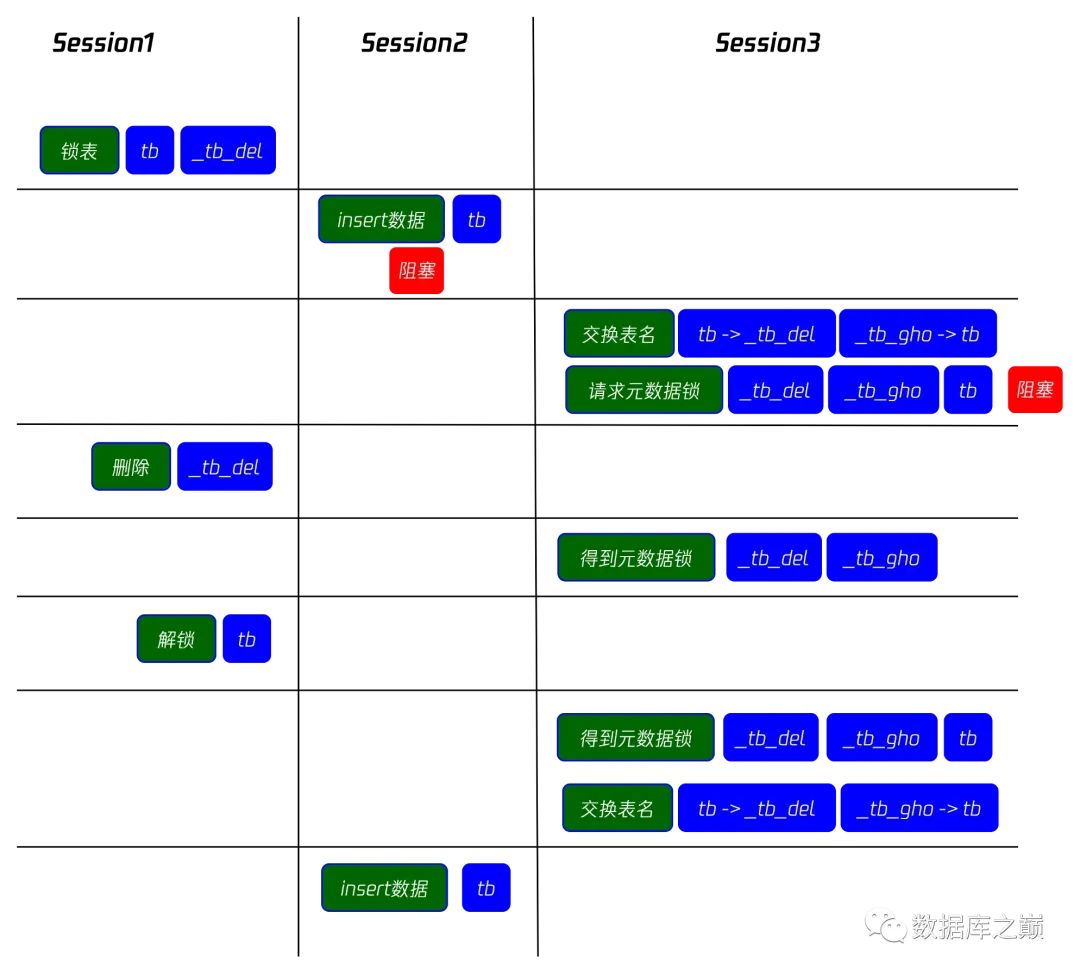 Session1 Session2 Session3
锁表 tb _tb_del
insert数据 tb
阻塞
交换表名 tb -> _tb_del _tb_gho -> tb
请求元数据锁 _tb_del _tb_gho tb 阻塞
删除 _tb_del
得到元数据锁 _tb_del _tb_gho
解锁 tb
得到元数据锁 _tb_del _tb_gho tb
交换表名 tb -> _tb_del _tb_gho -> tb
insert数据 tb
数据库之巅